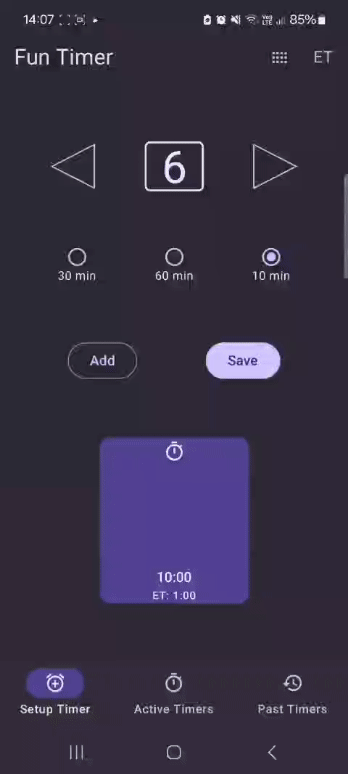 14:07 85%
Fun Timer ET
6
30 min 60 min 10 min
Add Save
10:00
ET: 1:00
Setup Timer Active Timers Past Timers